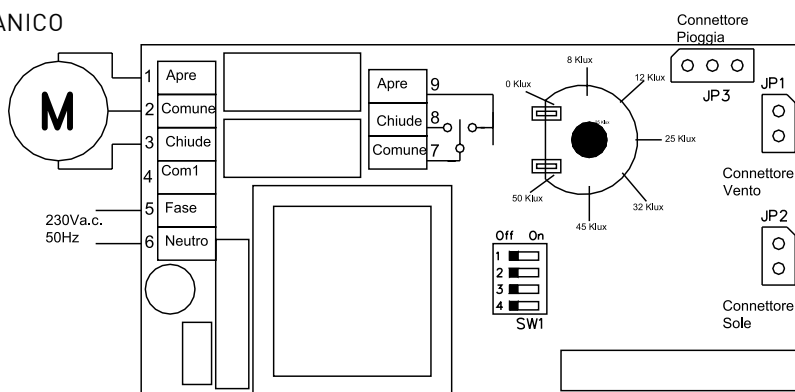 ANICO
Connettore
Pioggia
8 Klux
0 Klux
12 Klux
1 Apre
Apre 9
JP3
JP1
M
2 Comune
Chiude 8
25 Klux
3 Chiude
Comune 7
4 Com1
Connettore
Vento
50 Klux
32 Klux
5 Fase
230Va.c.
50Hz
45 Klux
JP2
6 Neutro
Off On
1
2
3
4
SW1
Connettore
Sole